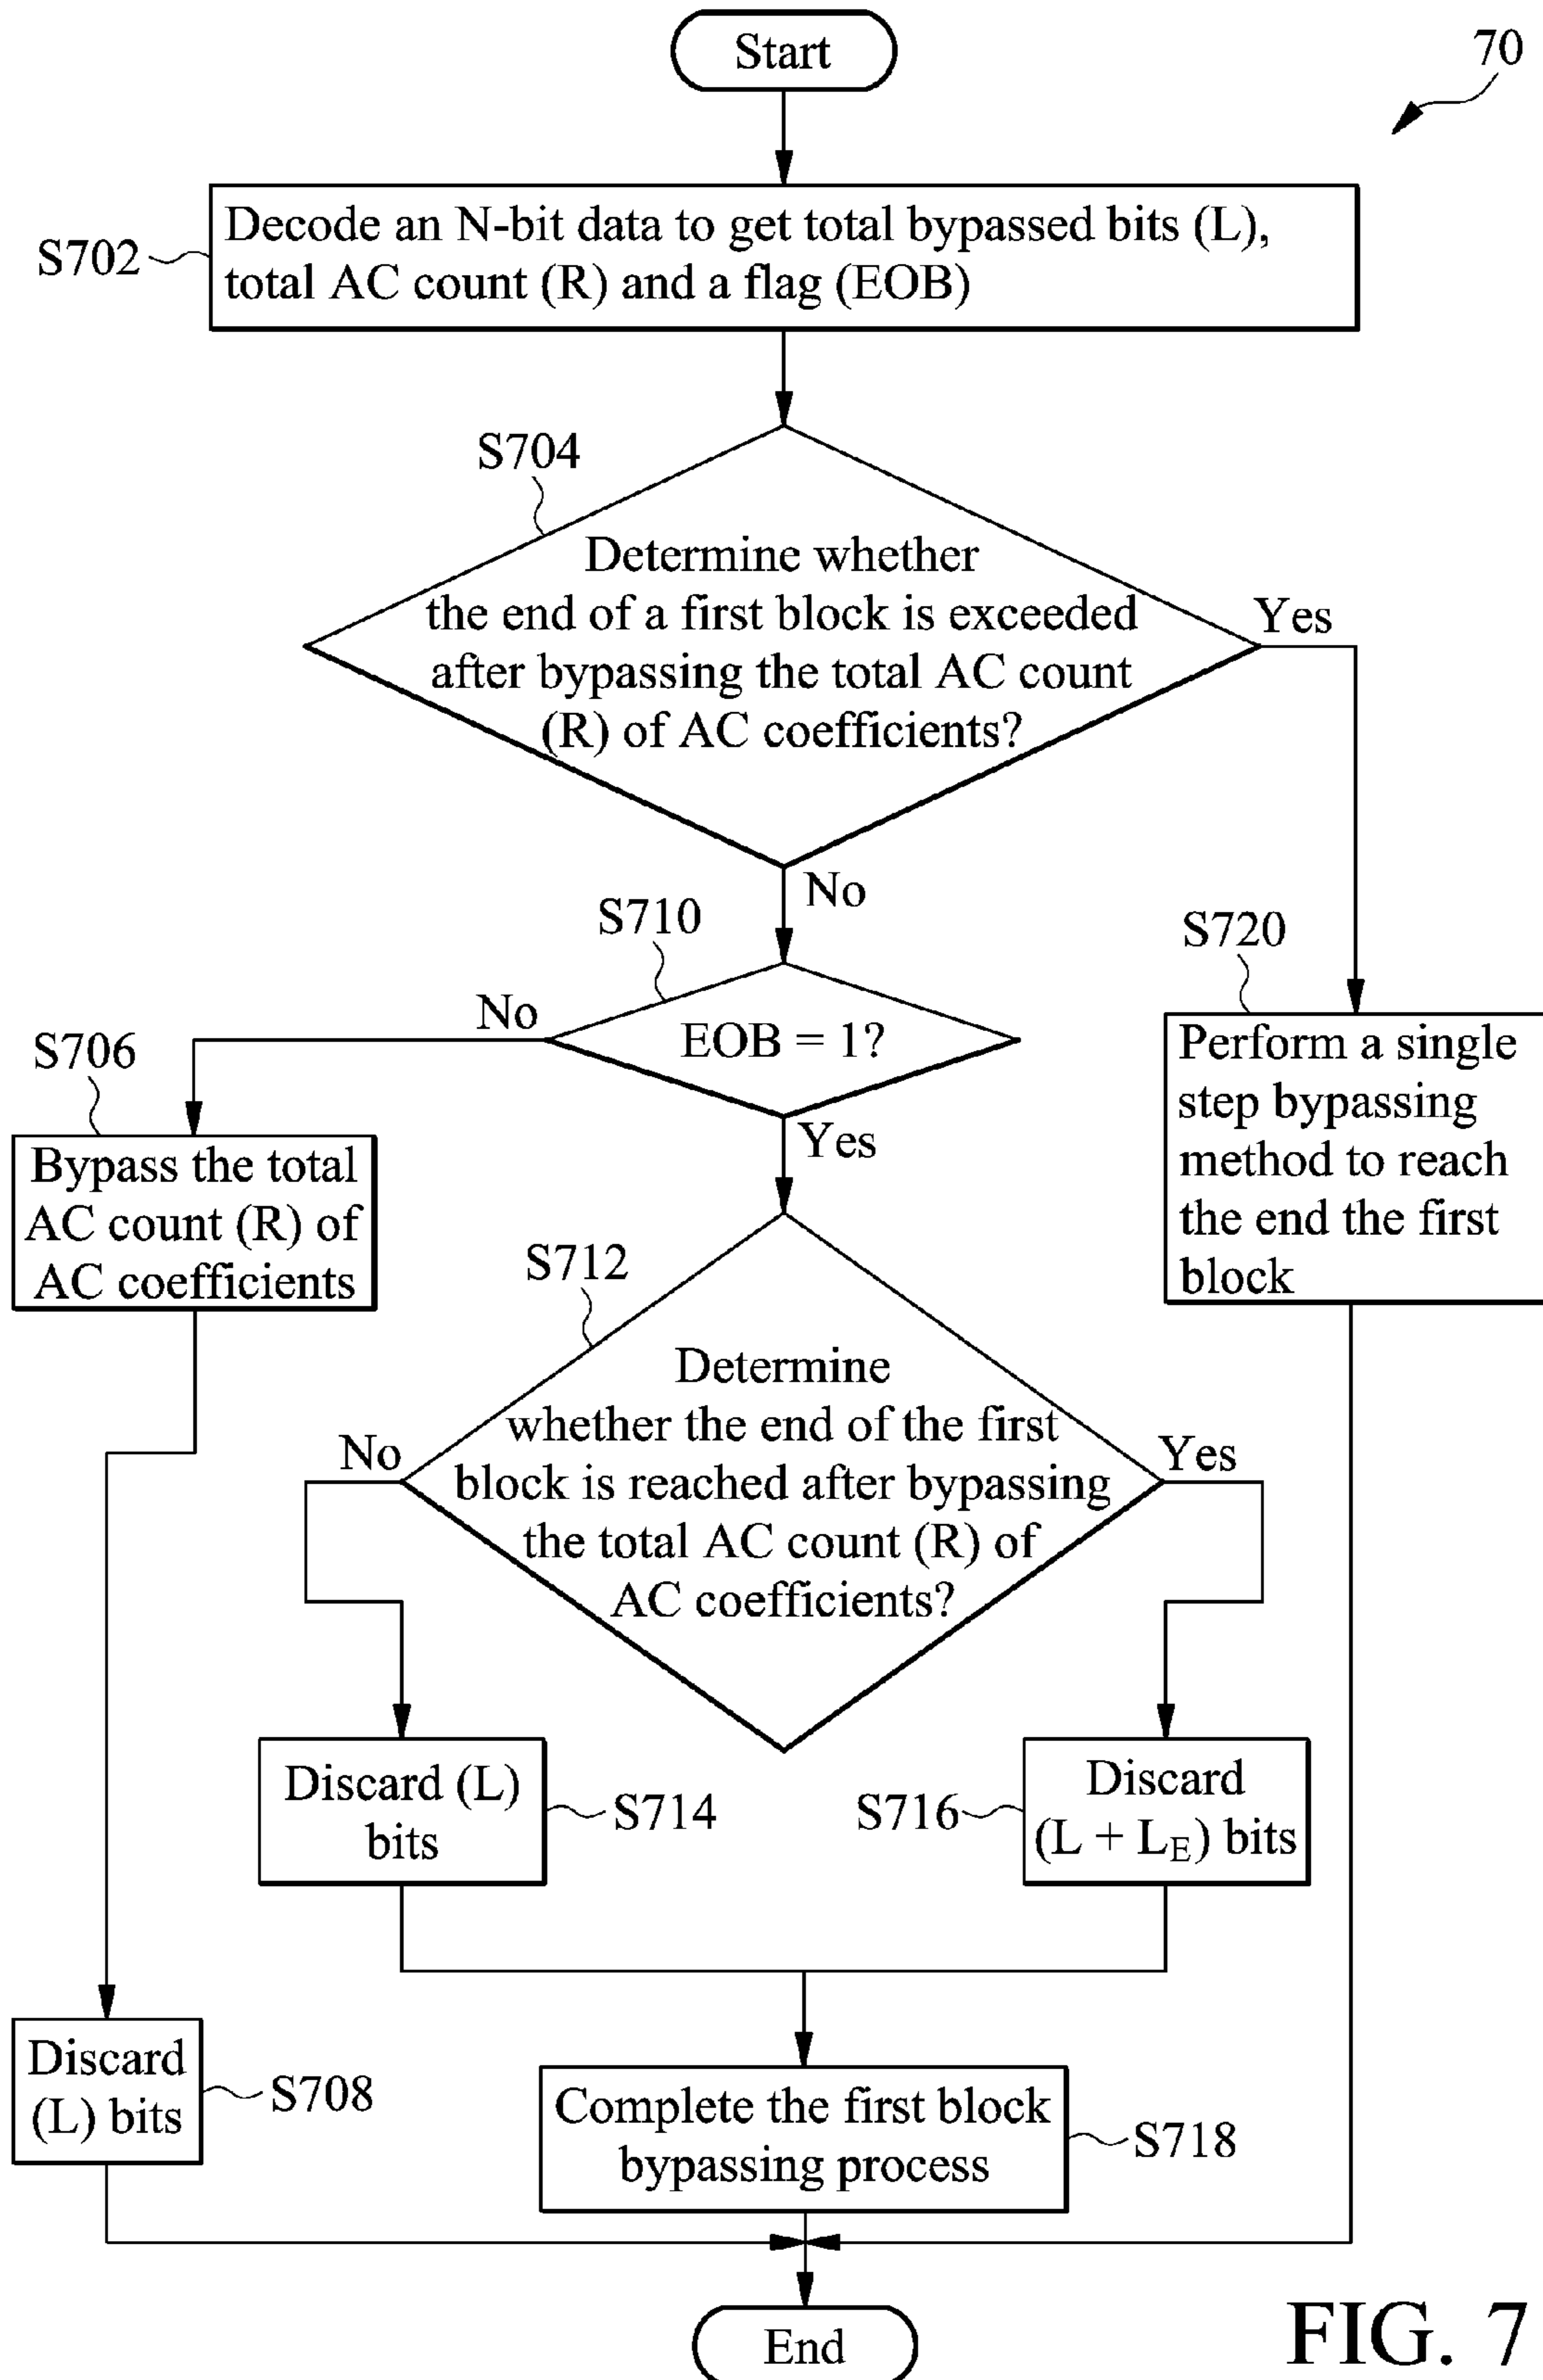 Start
70
S702
Decode an N-bit data to get total bypassed bits (L),
total AC count (R) and a flag (EOB)
S704
Determine whether
the end of a first block is exceeded
after bypassing the total AC count
(R) of AC coefficients?
Yes
No
S710
EOB = 1?
No
Yes
S720
Perform a single
step bypassing
method to reach
the end the first
block
S706
Bypass the total
AC count (R) of
AC coefficients
S712
Determine
whether the end of the first
block is reached after bypassing
the total AC count (R) of
AC coefficients?
No
Yes
Discard (L)
bits
S714
S716
Discard
(L + LE) bits
Discard
(L) bits
S708
Complete the first block
bypassing process
S718
End
FIG. 7